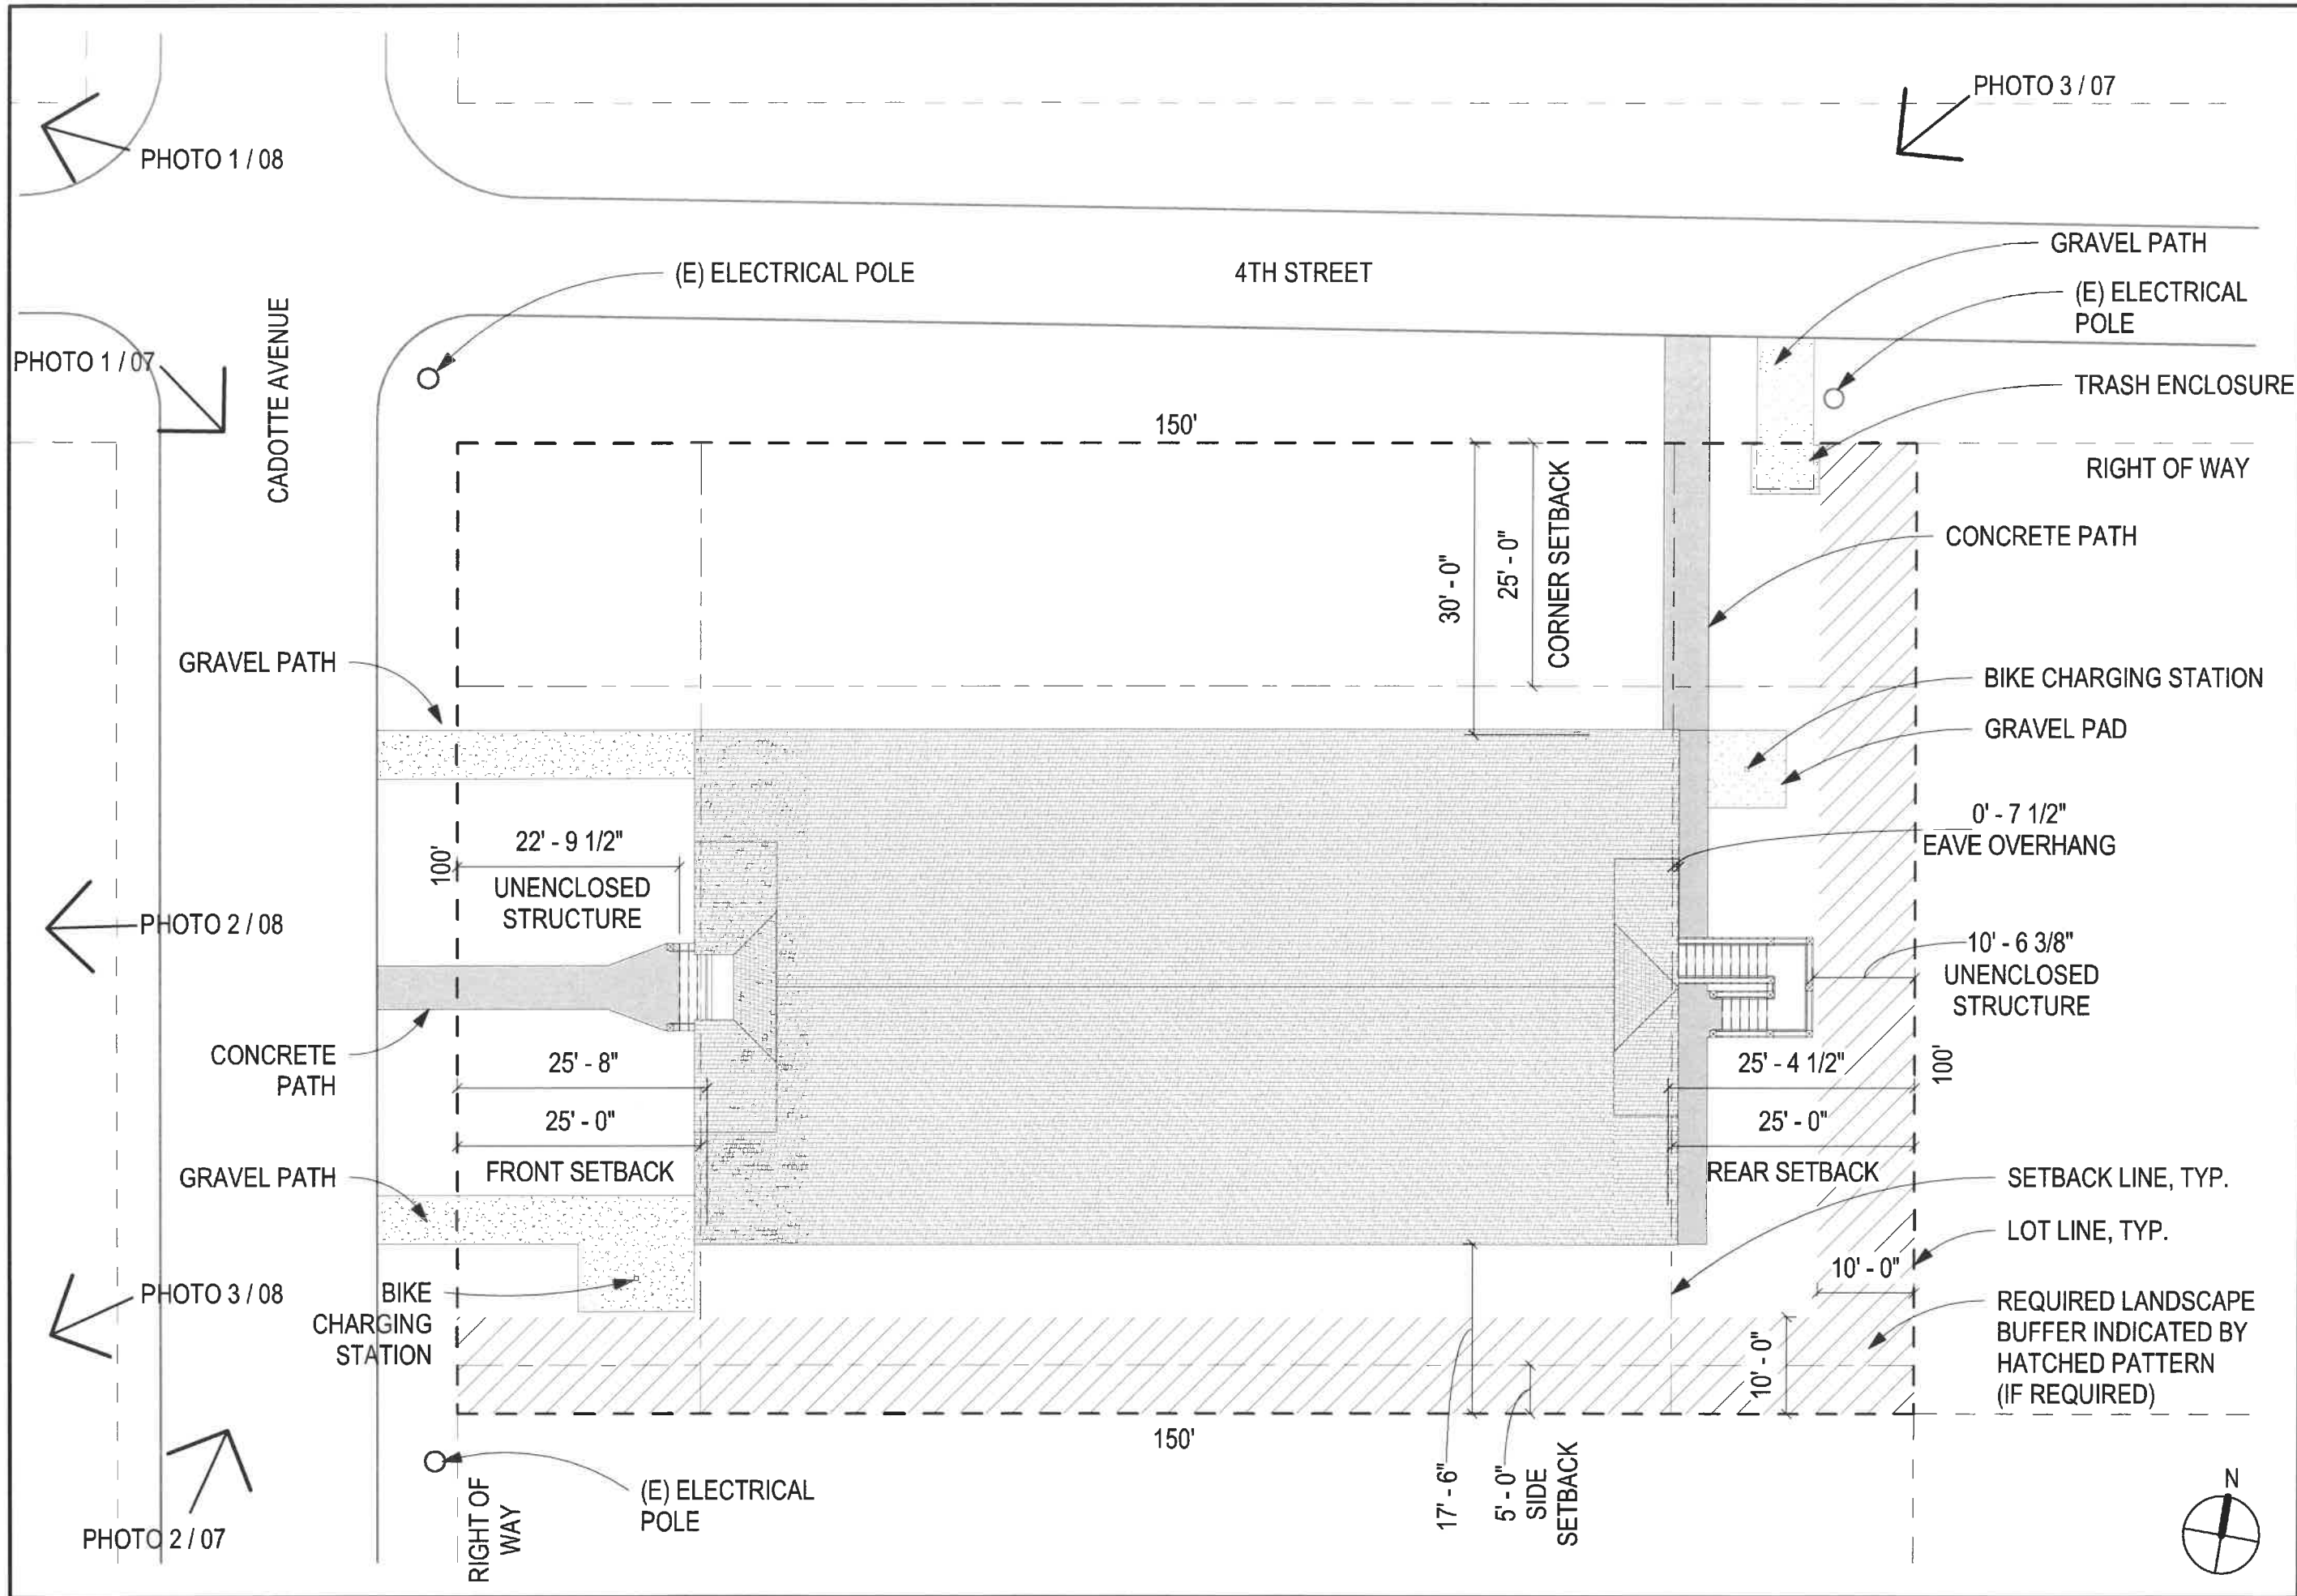 PHOTO 3 / 07
PHOTO 1 / 08
GRAVEL PATH
(E) ELECTRICAL POLE
4TH STREET
(E) ELECTRICAL
POLE
CADOTTE AVENUE
PHOTO 1 / 07
TRASH ENCLOSURE
150'
RIGHT OF WAY
30' - 0"
25' - 0"
CORNER SETBACK
CONCRETE PATH
GRAVEL PATH
BIKE CHARGING STATION
GRAVEL PAD
22' - 9 1/2"
UNENCLOSED
STRUCTURE
100'
0' - 7 1/2"
EAVE OVERHANG
PHOTO 2 / 08
10' - 6 3/8"
UNENCLOSED
STRUCTURE
CONCRETE
PATH
25' - 8"
25' - 4 1/2"
100'
25' - 0"
FRONT SETBACK
25' - 0"
REAR SETBACK
GRAVEL PATH
SETBACK LINE, TYP.
LOT LINE, TYP.
10' - 0"
PHOTO 3 / 08
BIKE
CHARGING
STATION
REQUIRED LANDSCAPE
BUFFER INDICATED BY
HATCHED PATTERN
(IF REQUIRED)
10' - 0"
150'
17' - 6"
5' - 0"
SIDE
SETBACK
(E) ELECTRICAL
POLE
RIGHT OF
WAY
PHOTO 2 / 07
N